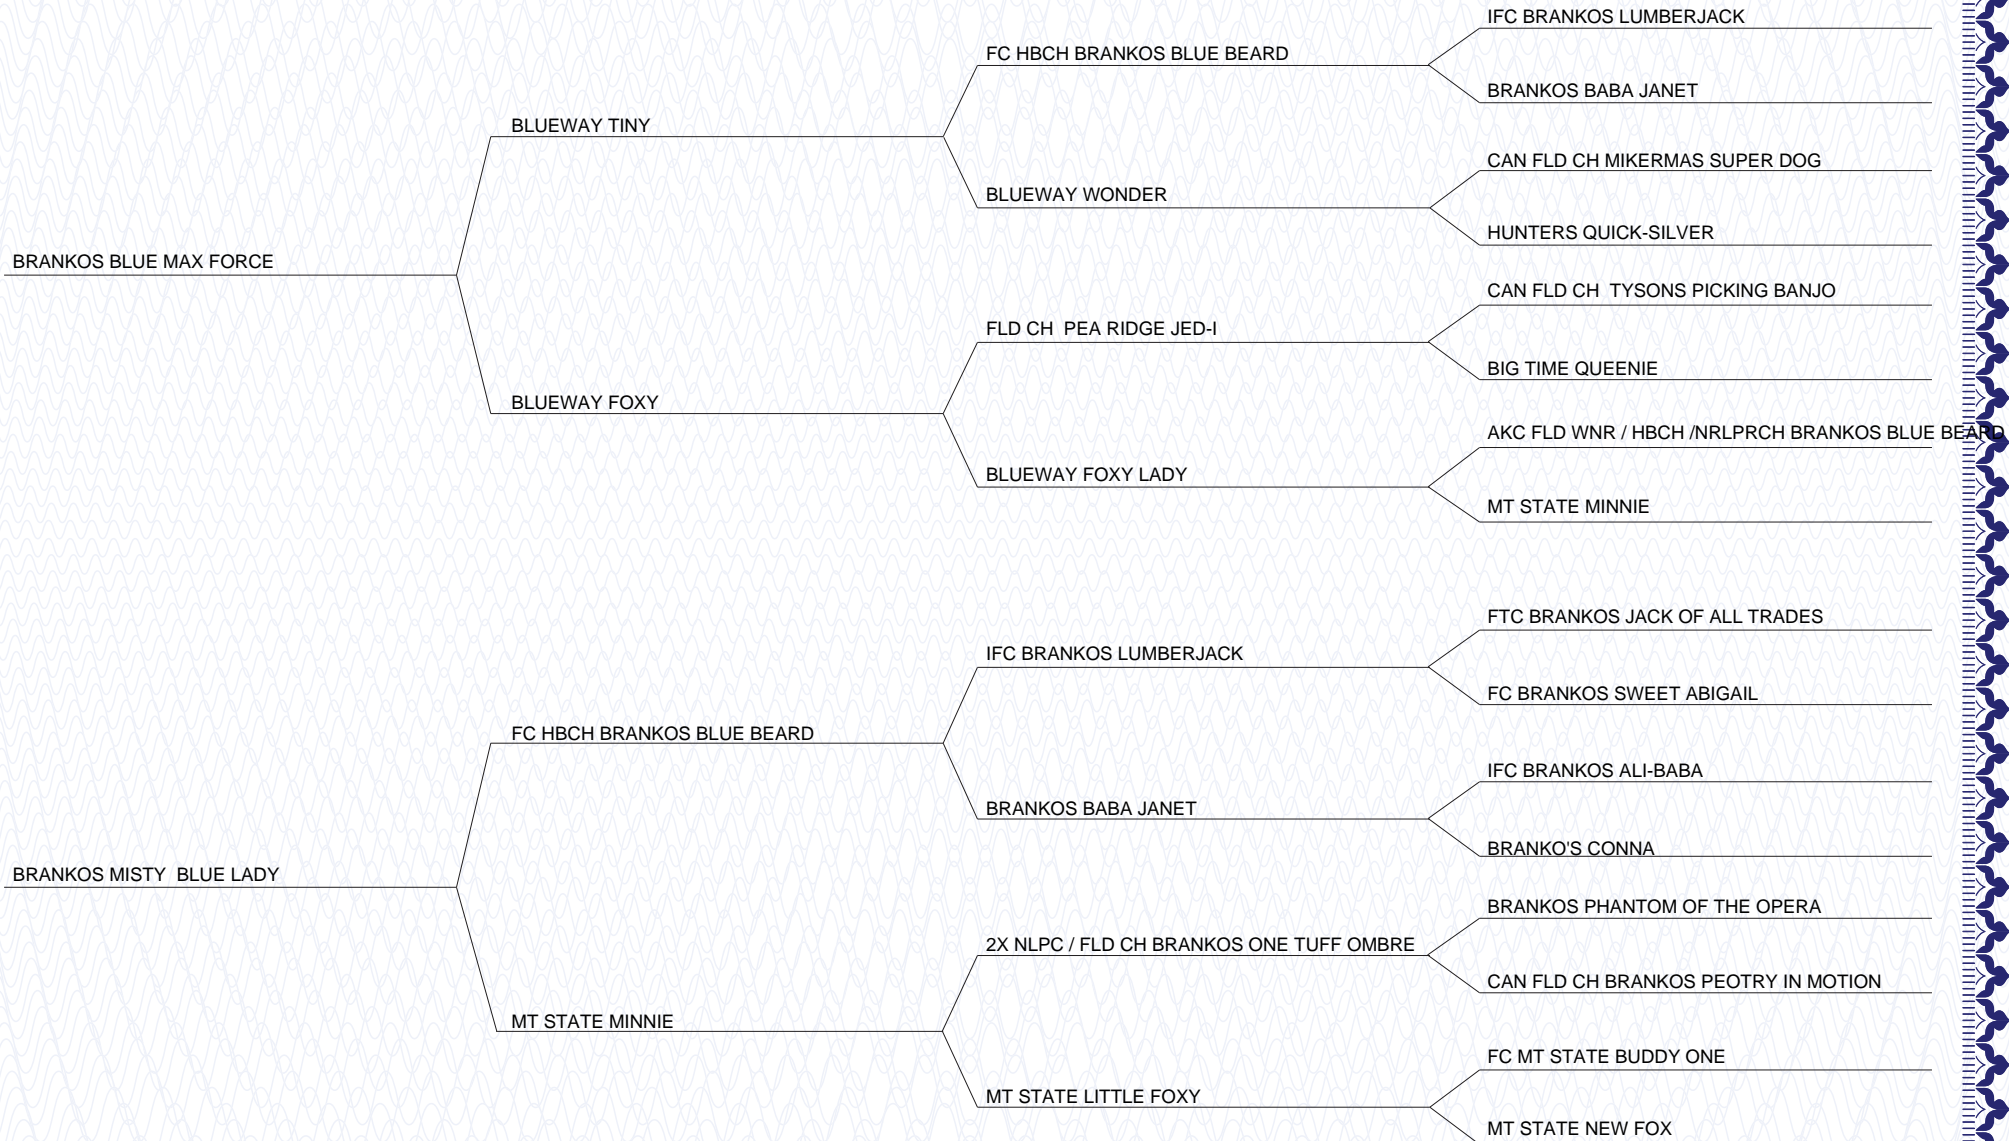 IFC BRANKOS LUMBERJACK
FC HBCH BRANKOS BLUE BEARD
BRANKOS BABA JANET
BLUEWAY TINY
CAN FLD CH MIKERMAS SUPER DOG
BLUEWAY WONDER
HUNTERS QUICK-SILVER
BRANKOS BLUE MAX FORCE
CAN FLD CH  TYSONS PICKING BANJO
FLD CH  PEA RIDGE JED-I
BIG TIME QUEENIE
BLUEWAY FOXY
AKC FLD WNR / HBCH /NRLPRCH BRANKOS BLUE BEARD
BLUEWAY FOXY LADY
MT STATE MINNIE
FTC BRANKOS JACK OF ALL TRADES
IFC BRANKOS LUMBERJACK
FC BRANKOS SWEET ABIGAIL
FC HBCH BRANKOS BLUE BEARD
IFC BRANKOS ALI-BABA
BRANKOS BABA JANET
BRANKO'S CONNA
BRANKOS MISTY  BLUE LADY
BRANKOS PHANTOM OF THE OPERA
2X NLPC / FLD CH BRANKOS ONE TUFF OMBRE
CAN FLD CH BRANKOS PEOTRY IN MOTION
MT STATE MINNIE
FC MT STATE BUDDY ONE
MT STATE LITTLE FOXY
MT STATE NEW FOX